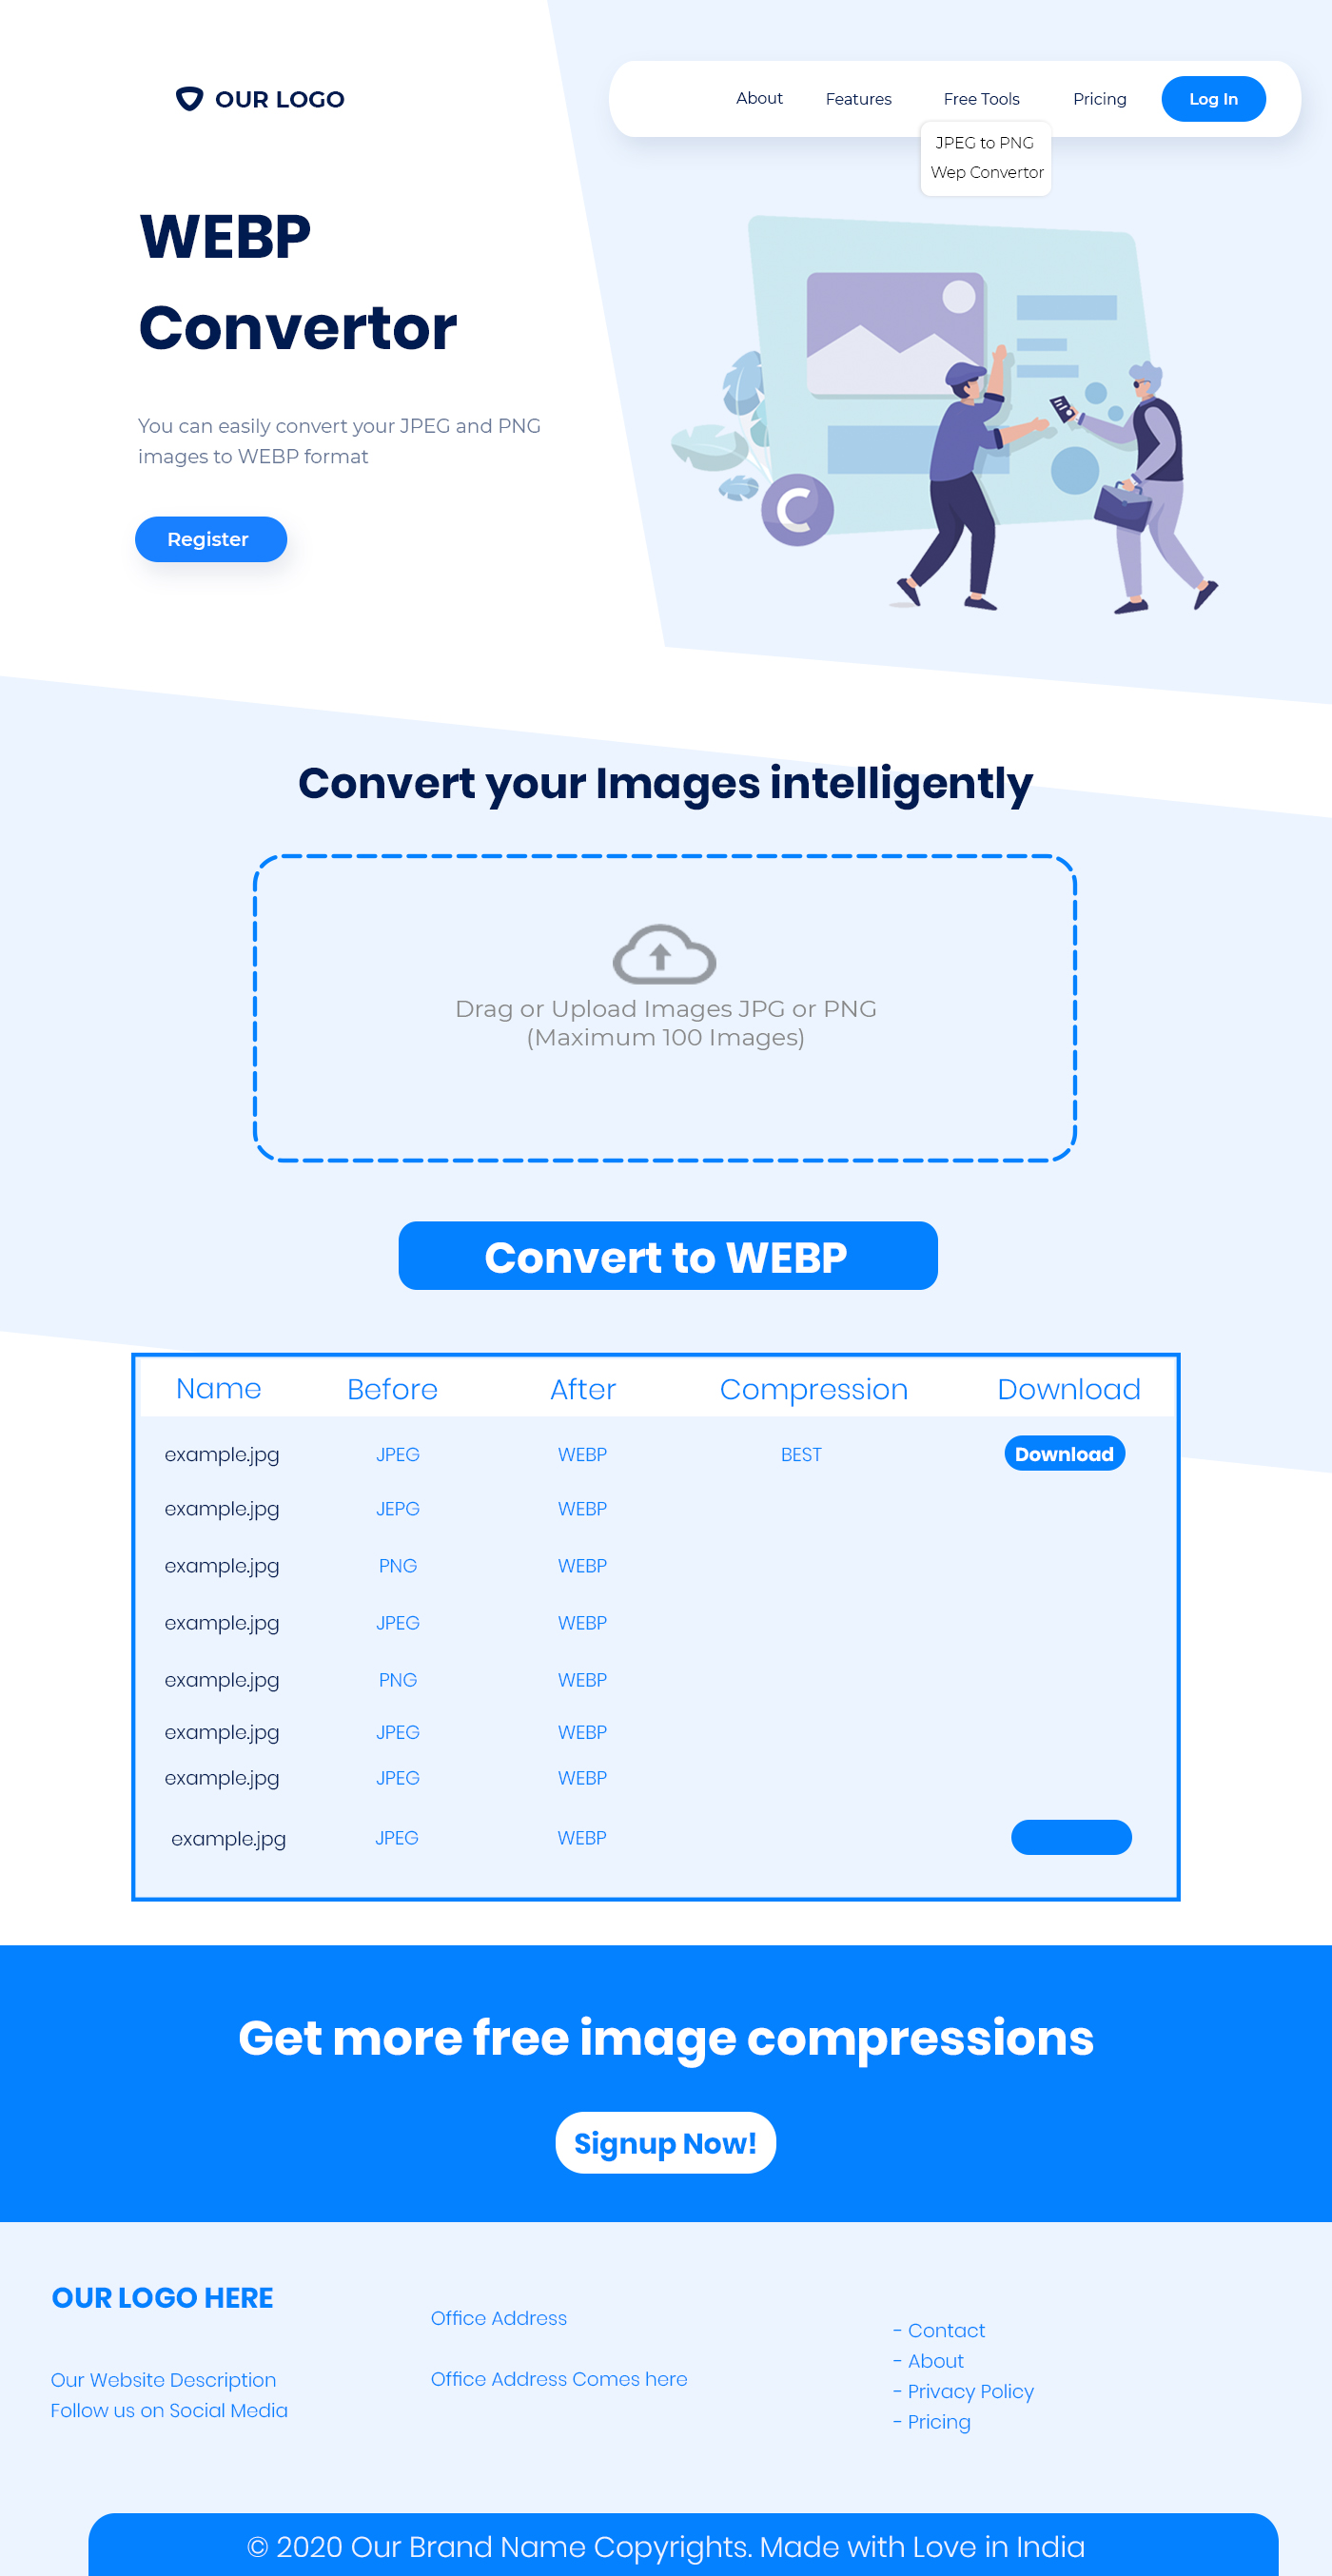 OUR LOGO
About
Features
Free Tools
Pricing
Log In
JPEG to PNG
Wep Convertor
WEBP
Convertor
You can easily convert your JPEG and PNG
images to WEBP format
Register
Convert your Images intelligently
Drag or Upload Images JPG or PNG
(Maximum 100 Images)
Convert to WEBP
Name Before After Compression Download
example.jpg JPEG WEBP BEST Download
example.jpg JEPG WEBP
example.jpg PNG WEBP
example.jpg JPEG WEBP
example.jpg PNG WEBP
example.jpg JPEG WEBP
example.jpg JPEG WEBP
example.jpg JPEG WEBP
Get more free image compressions
Signup Now!
OUR LOGO HERE
Our Website Description
Follow us on Social Media
Office Address
Office Address Comes here
- Contact
- About
- Privacy Policy
- Pricing
© 2020 Our Brand Name Copyrights. Made with Love in India